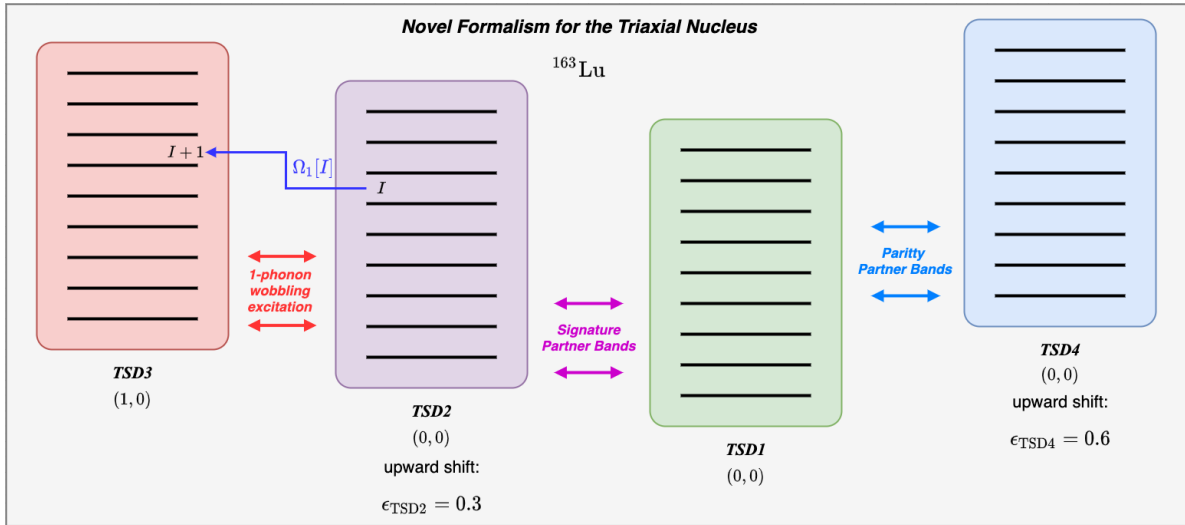 Novel Formalism for the Triaxial Nucleus
¹⁶³Lu
I + 1
Ω₁[I]
I
1-phonon
wobbling
excitation
Signature
Partner Bands
Paritty
Partner Bands
TSD3
(1, 0)
TSD2
(0, 0)
upward shift:
ϵ_TSD2 = 0.3
TSD1
(0, 0)
TSD4
(0, 0)
upward shift:
ϵ_TSD4 = 0.6